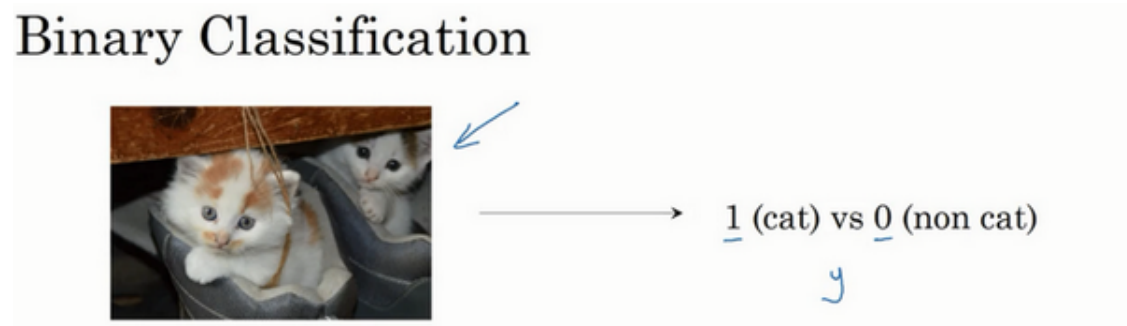 Binary Classification
1 (cat) vs 0 (non cat)
y